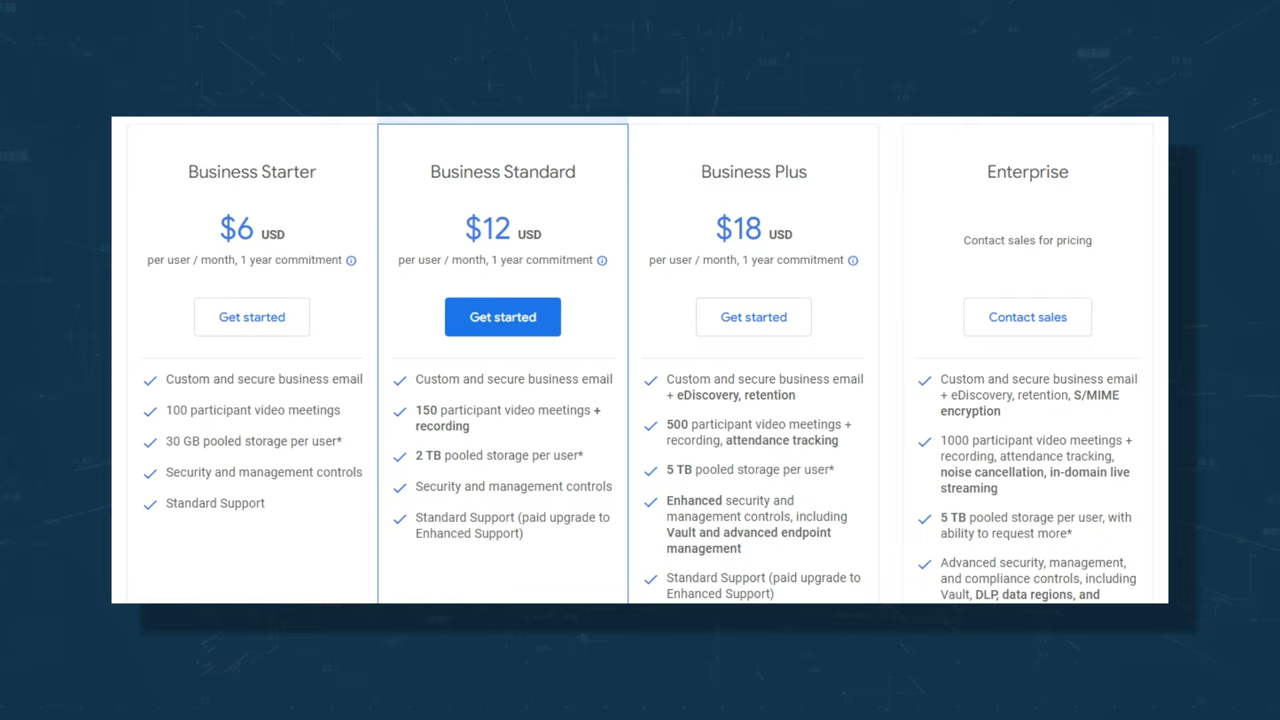 Business Starter
$6 USD
per user / month, 1 year commitment
Get started
Custom and secure business email
100 participant video meetings
30 GB pooled storage per user*
Security and management controls
Standard Support
Business Standard
$12 USD
per user / month, 1 year commitment
Get started
Custom and secure business email
150 participant video meetings +
recording
2 TB pooled storage per user*
Security and management controls
Standard Support (paid upgrade to
Enhanced Support)
Business Plus
$18 USD
per user / month, 1 year commitment
Get started
Custom and secure business email
+ eDiscovery, retention
500 participant video meetings +
recording, attendance tracking
5 TB pooled storage per user*
Enhanced security and
management controls, including
Vault and advanced endpoint
management
Standard Support (paid upgrade to
Enhanced Support)
Enterprise
Contact sales for pricing
Contact sales
Custom and secure business email
+ eDiscovery, retention, S/MIME
encryption
1000 participant video meetings +
recording, attendance tracking,
noise cancellation, in-domain live
streaming
5 TB pooled storage per user, with
ability to request more*
Advanced security, management,
and compliance controls, including
Vault, DLP, data regions, and